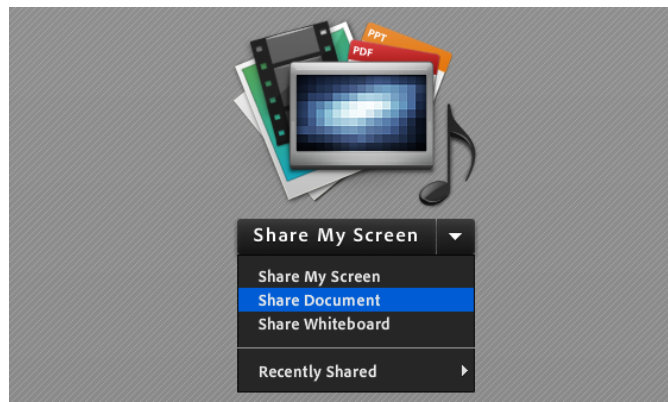 PPT
PDF
Share My Screen
Share My Screen
Share Document
Share Whiteboard
Recently Shared